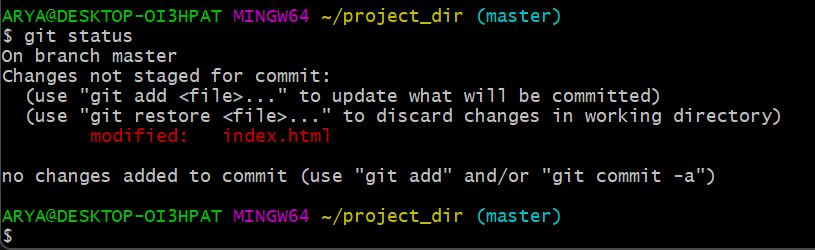 ARYA@DESKTOP-OI3HPAT MINGW64 ~/project_dir (master)
$ git status
On branch master
Changes not staged for commit:
  (use "git add <file>..." to update what will be committed)
  (use "git restore <file>..." to discard changes in working directory)
        modified:   index.html

no changes added to commit (use "git add" and/or "git commit -a")

ARYA@DESKTOP-OI3HPAT MINGW64 ~/project_dir (master)
$